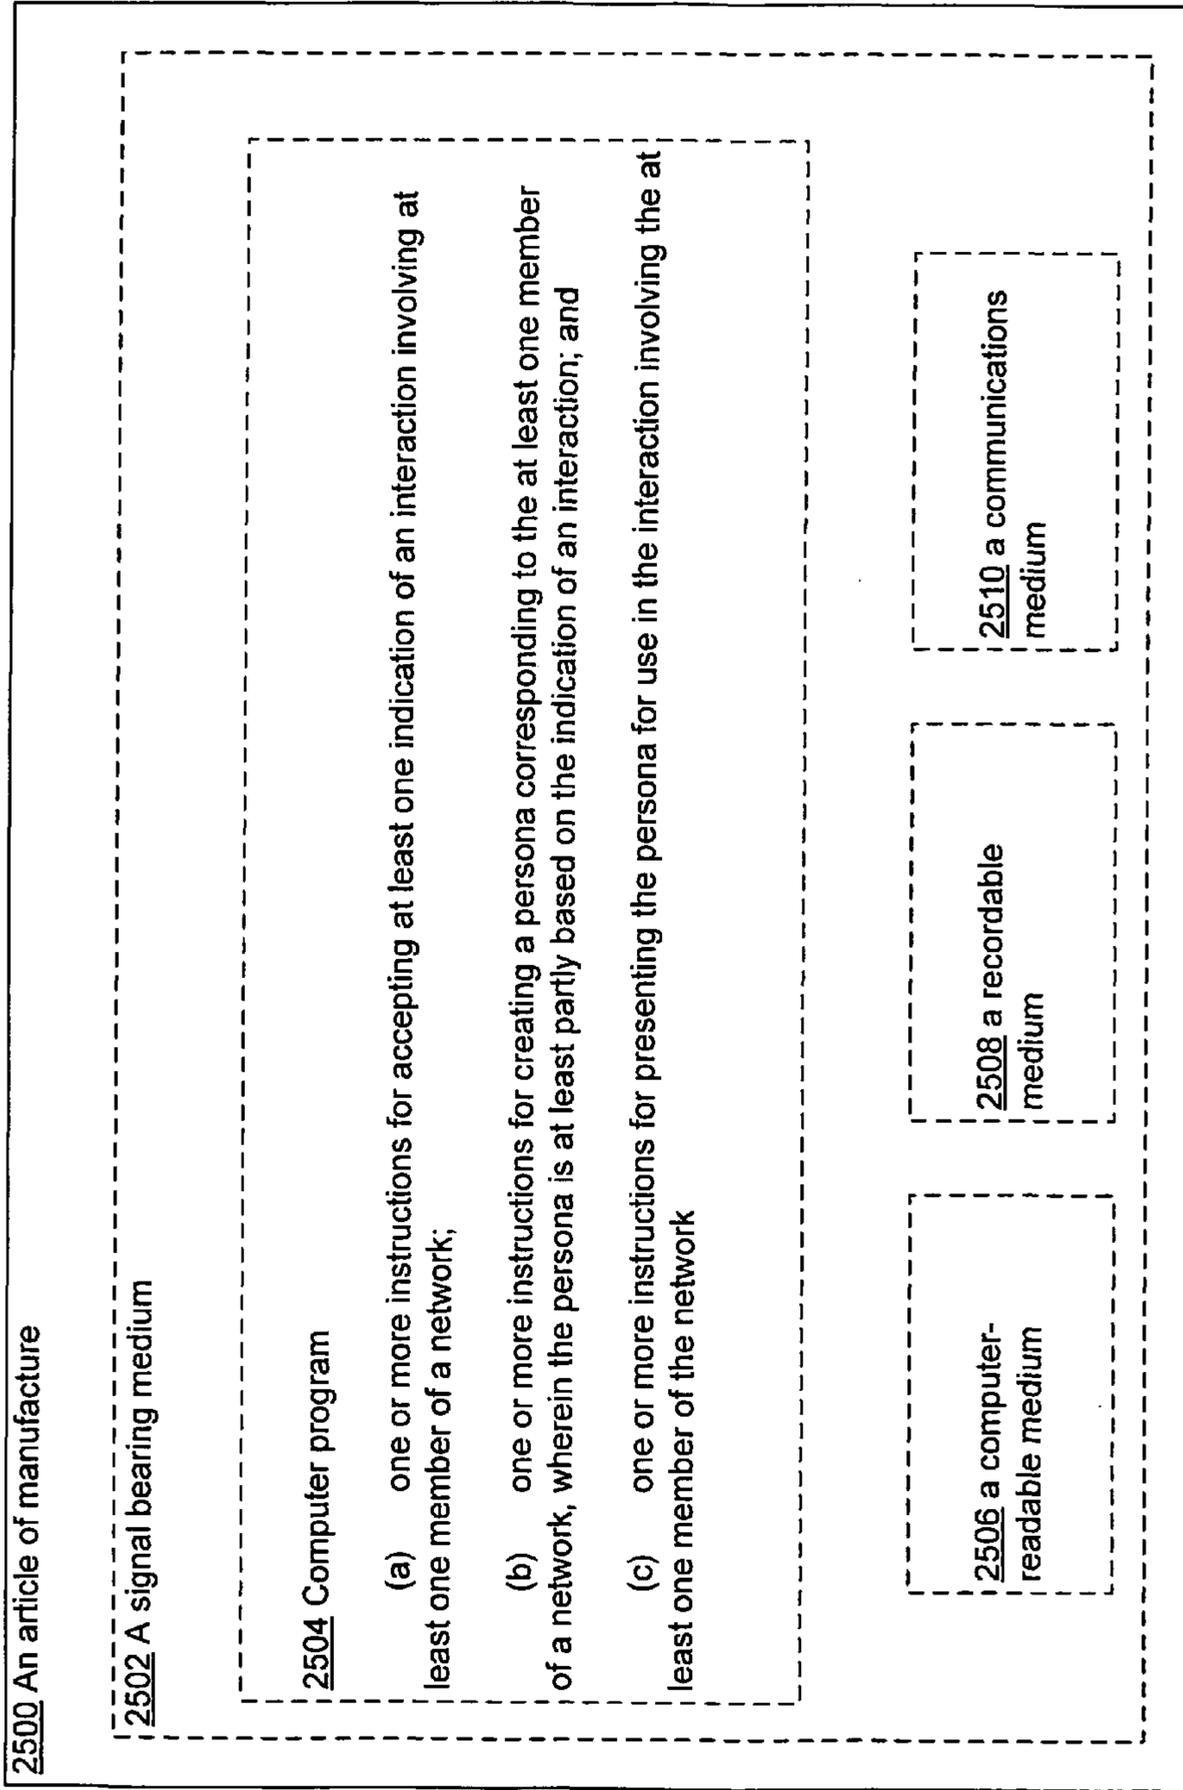 2500 An article of manufacture
2502 A signal bearing medium
2504 Computer program
(a) one or more instructions for accepting at least one indication of an interaction involving at
least one member of a network;
(b) one or more instructions for creating a persona corresponding to the at least one member
of a network, wherein the persona is at least partly based on the indication of an interaction; and
(c) one or more instructions for presenting the persona for use in the interaction involving the at
least one member of the network
2506 a computer-
readable medium
2508 a recordable
medium
2510 a communications
medium